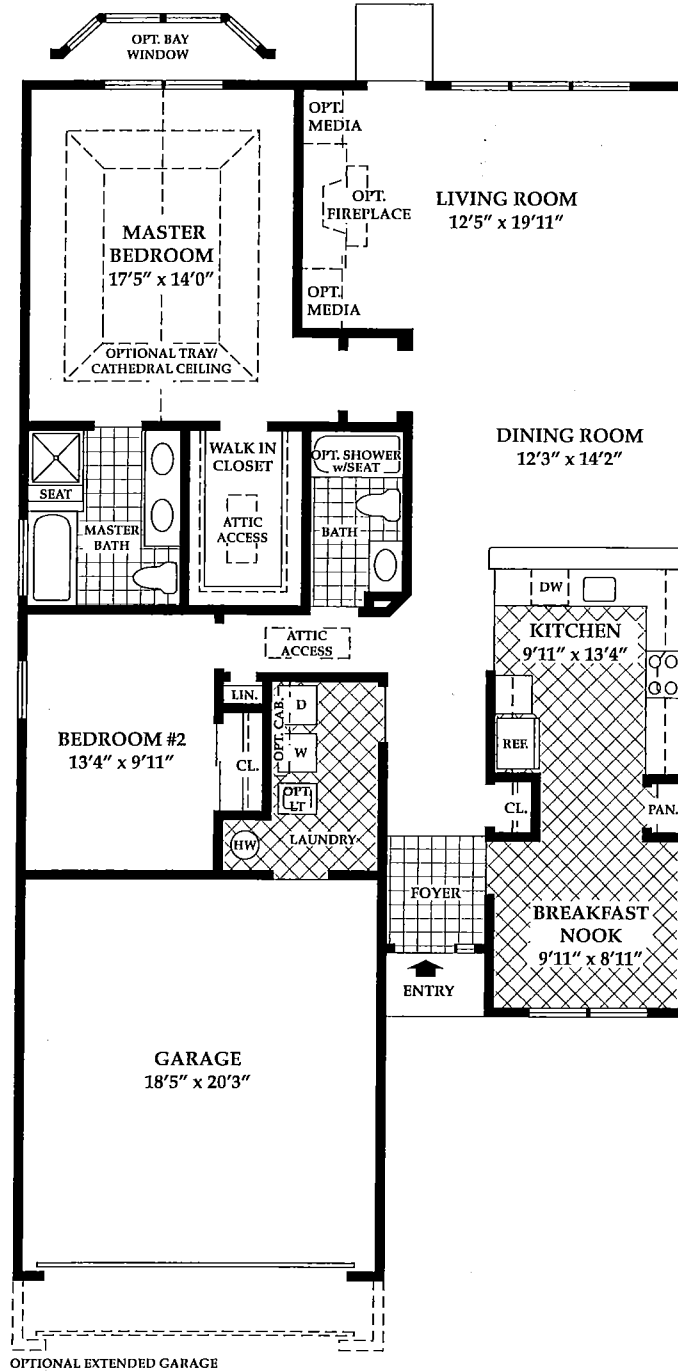 OPT. BAY
WINDOW
OPT.
MEDIA
OPT.
FIREPLACE
LIVING ROOM
12'5" x 19'11"
MASTER
BEDROOM
17'5" x 14'0"
OPT.
MEDIA
OPTIONAL TRAY/
CATHEDRAL CEILING
DINING ROOM
12'3" x 14'2"
WALK IN
CLOSET
OPT. SHOWER
w/SEAT
SEAT
MASTER
BATH
ATTIC
ACCESS
BATH
DW
KITCHEN
9'11" x 13'4"
ATTIC
ACCESS
LIN.
OPT. CAB.
D
W
BEDROOM #2
13'4" x 9'11"
CL.
REF.
OPT.
LT
CL.
PAN.
HW
LAUNDRY
FOYER
BREAKFAST
NOOK
9'11" x 8'11"
ENTRY
GARAGE
18'5" x 20'3"
OPTIONAL EXTENDED GARAGE